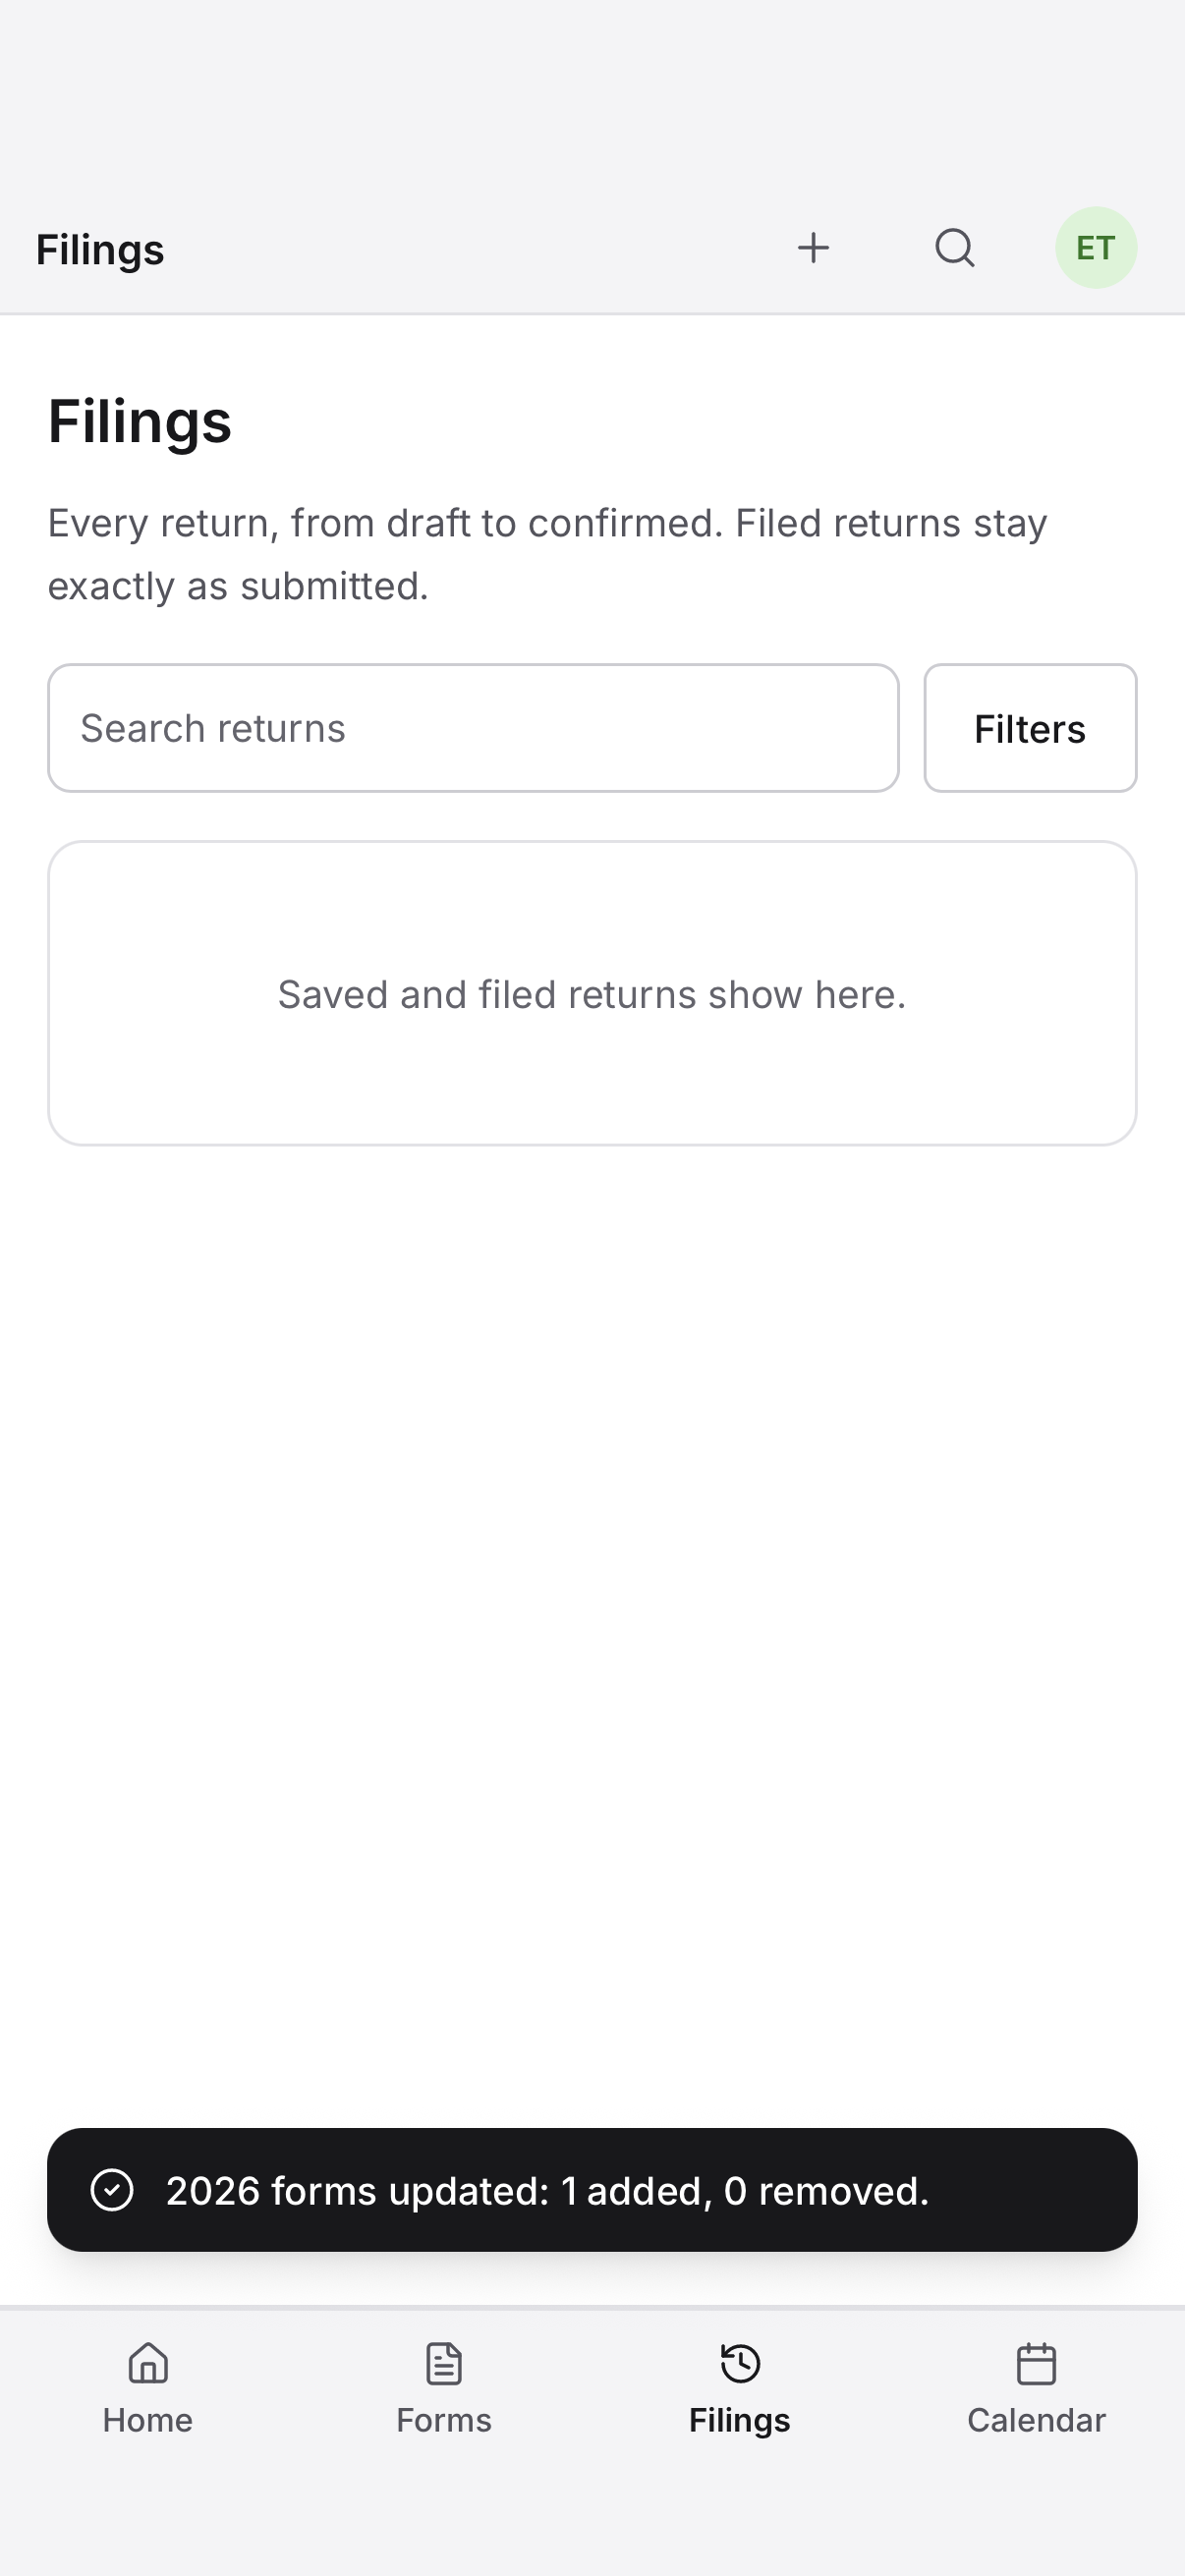 Filings
ET
Filings
Every return, from draft to confirmed. Filed returns stay
exactly as submitted.
Search returns
Filters
Saved and filed returns show here.
2026 forms updated: 1 added, 0 removed.
Home
Forms
Filings
Calendar